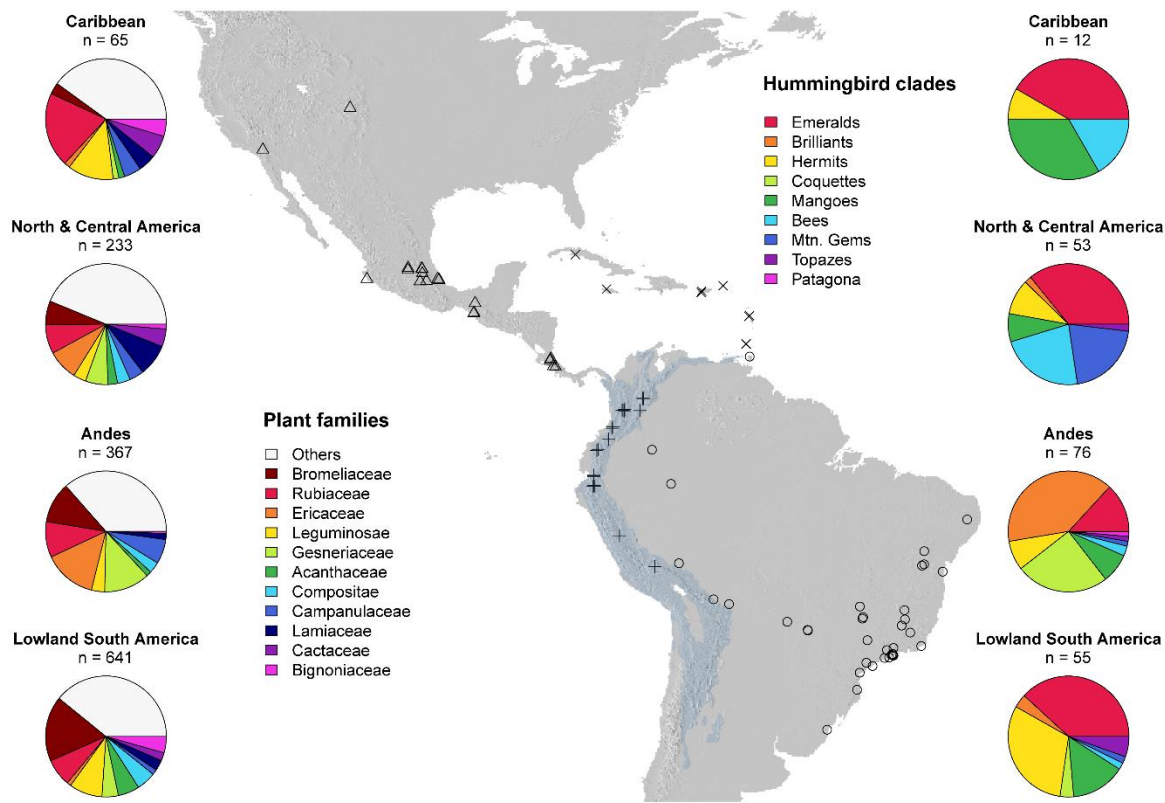 Caribbean
n = 65
North & Central America
n = 233
Andes
n = 367
Lowland South America
n = 641
Plant families
Others
Bromeliaceae
Rubiaceae
Ericaceae
Leguminosae
Gesneriaceae
Acanthaceae
Compositae
Campanulaceae
Lamiaceae
Cactaceae
Bignoniaceae
Hummingbird clades
Emeralds
Brilliants
Hermits
Coquettes
Mangoes
Bees
Mtn. Gems
Topazes
Patagona
Caribbean
n = 12
North & Central America
n = 53
Andes
n = 76
Lowland South America
n = 55